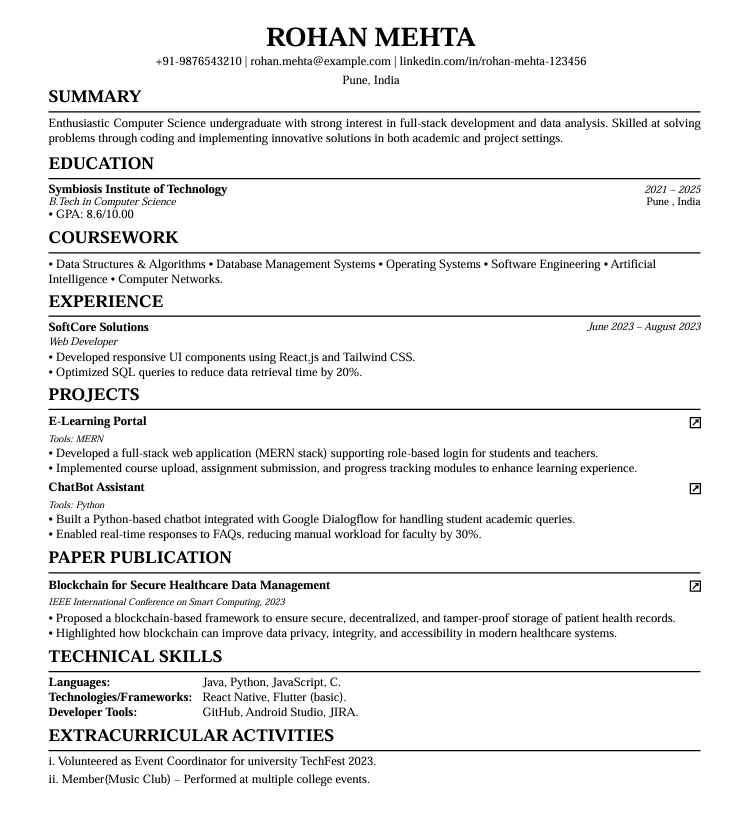 ROHAN MEHTA
+91-9876543210 | rohan.mehta@example.com | linkedin.com/in/rohan-mehta-123456
Pune, India
SUMMARY
Enthusiastic Computer Science undergraduate with strong interest in full-stack development and data analysis. Skilled at solving
problems through coding and implementing innovative solutions in both academic and project settings.
EDUCATION
Symbiosis Institute of Technology 2021 – 2025
B.Tech in Computer Science Pune , India
• GPA: 8.6/10.00
COURSEWORK
• Data Structures & Algorithms • Database Management Systems • Operating Systems • Software Engineering • Artificial
Intelligence • Computer Networks.
EXPERIENCE
SoftCore Solutions June 2023 – August 2023
Web Developer
• Developed responsive UI components using React.js and Tailwind CSS.
• Optimized SQL queries to reduce data retrieval time by 20%.
PROJECTS
E-Learning Portal
Tools: MERN
• Developed a full-stack web application (MERN stack) supporting role-based login for students and teachers.
• Implemented course upload, assignment submission, and progress tracking modules to enhance learning experience.
ChatBot Assistant
Tools: Python
• Built a Python-based chatbot integrated with Google Dialogflow for handling student academic queries.
• Enabled real-time responses to FAQs, reducing manual workload for faculty by 30%.
PAPER PUBLICATION
Blockchain for Secure Healthcare Data Management
IEEE International Conference on Smart Computing, 2023
• Proposed a blockchain-based framework to ensure secure, decentralized, and tamper-proof storage of patient health records.
• Highlighted how blockchain can improve data privacy, integrity, and accessibility in modern healthcare systems.
TECHNICAL SKILLS
Languages: Java, Python, JavaScript, C.
Technologies/Frameworks: React Native, Flutter (basic).
Developer Tools: GitHub, Android Studio, JIRA.
EXTRACURRICULAR ACTIVITIES
i. Volunteered as Event Coordinator for university TechFest 2023.
ii. Member(Music Club) – Performed at multiple college events.